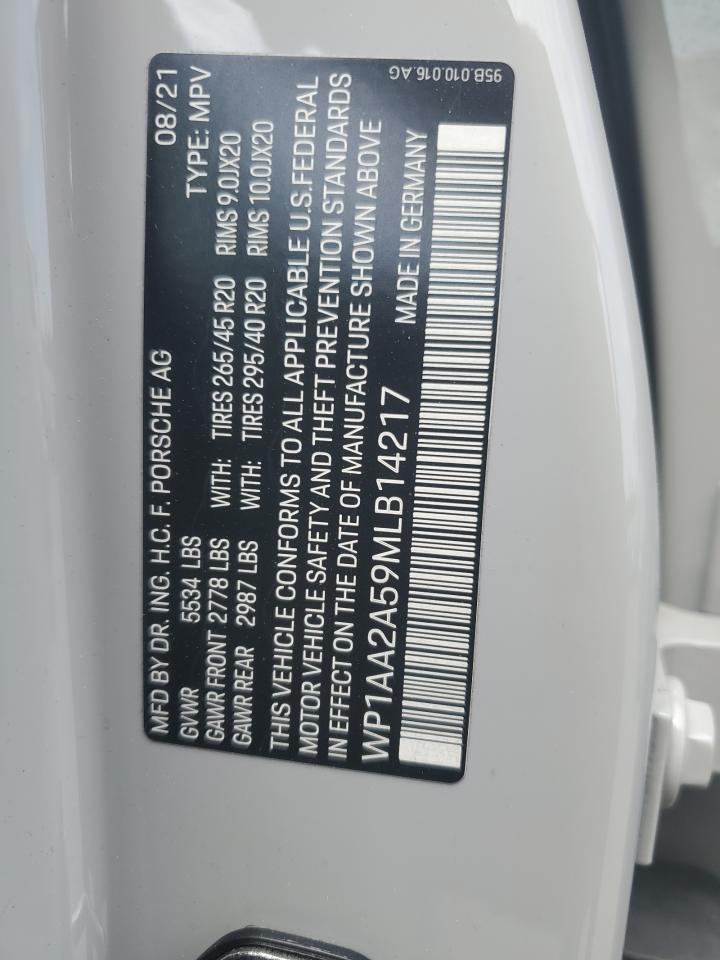 MFD BY DR. ING. H.C. F. PORSCHE AG 08/21
GVWR 5534 LBS TYPE: MPV
GAWR FRONT 2778 LBS WITH: TIRES 265/45 R20 RIMS 9.0JX20
GAWR REAR 2987 LBS WITH: TIRES 295/40 R20 RIMS 10.0JX20
THIS VEHICLE CONFORMS TO ALL APPLICABLE U.S.FEDERAL
MOTOR VEHICLE SAFETY AND THEFT PREVENTION STANDARDS
IN EFFECT ON THE DATE OF MANUFACTURE SHOWN ABOVE
WP1AA2A59MLB14217 MADE IN GERMANY
95B.010.016.AG